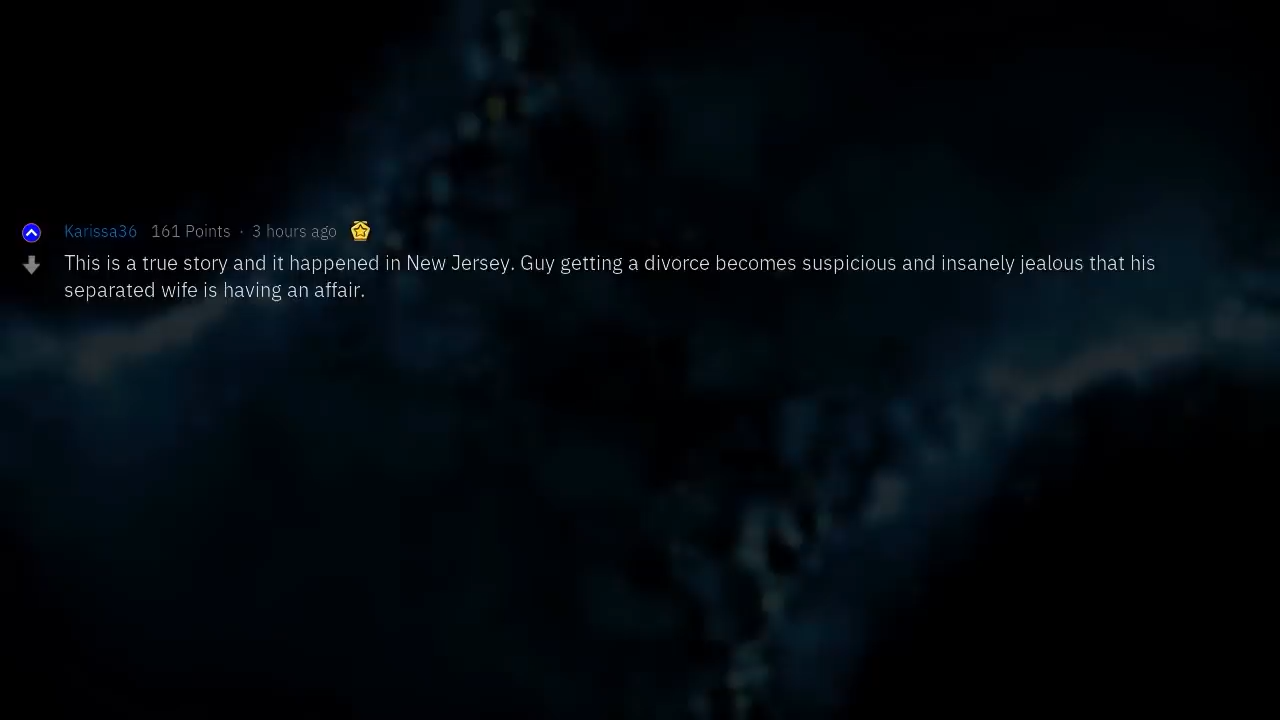 Karissa36 161 Points · 3 hours ago
This is a true story and it happened in New Jersey. Guy getting a divorce becomes suspicious and insanely jealous that his
separated wife is having an affair.